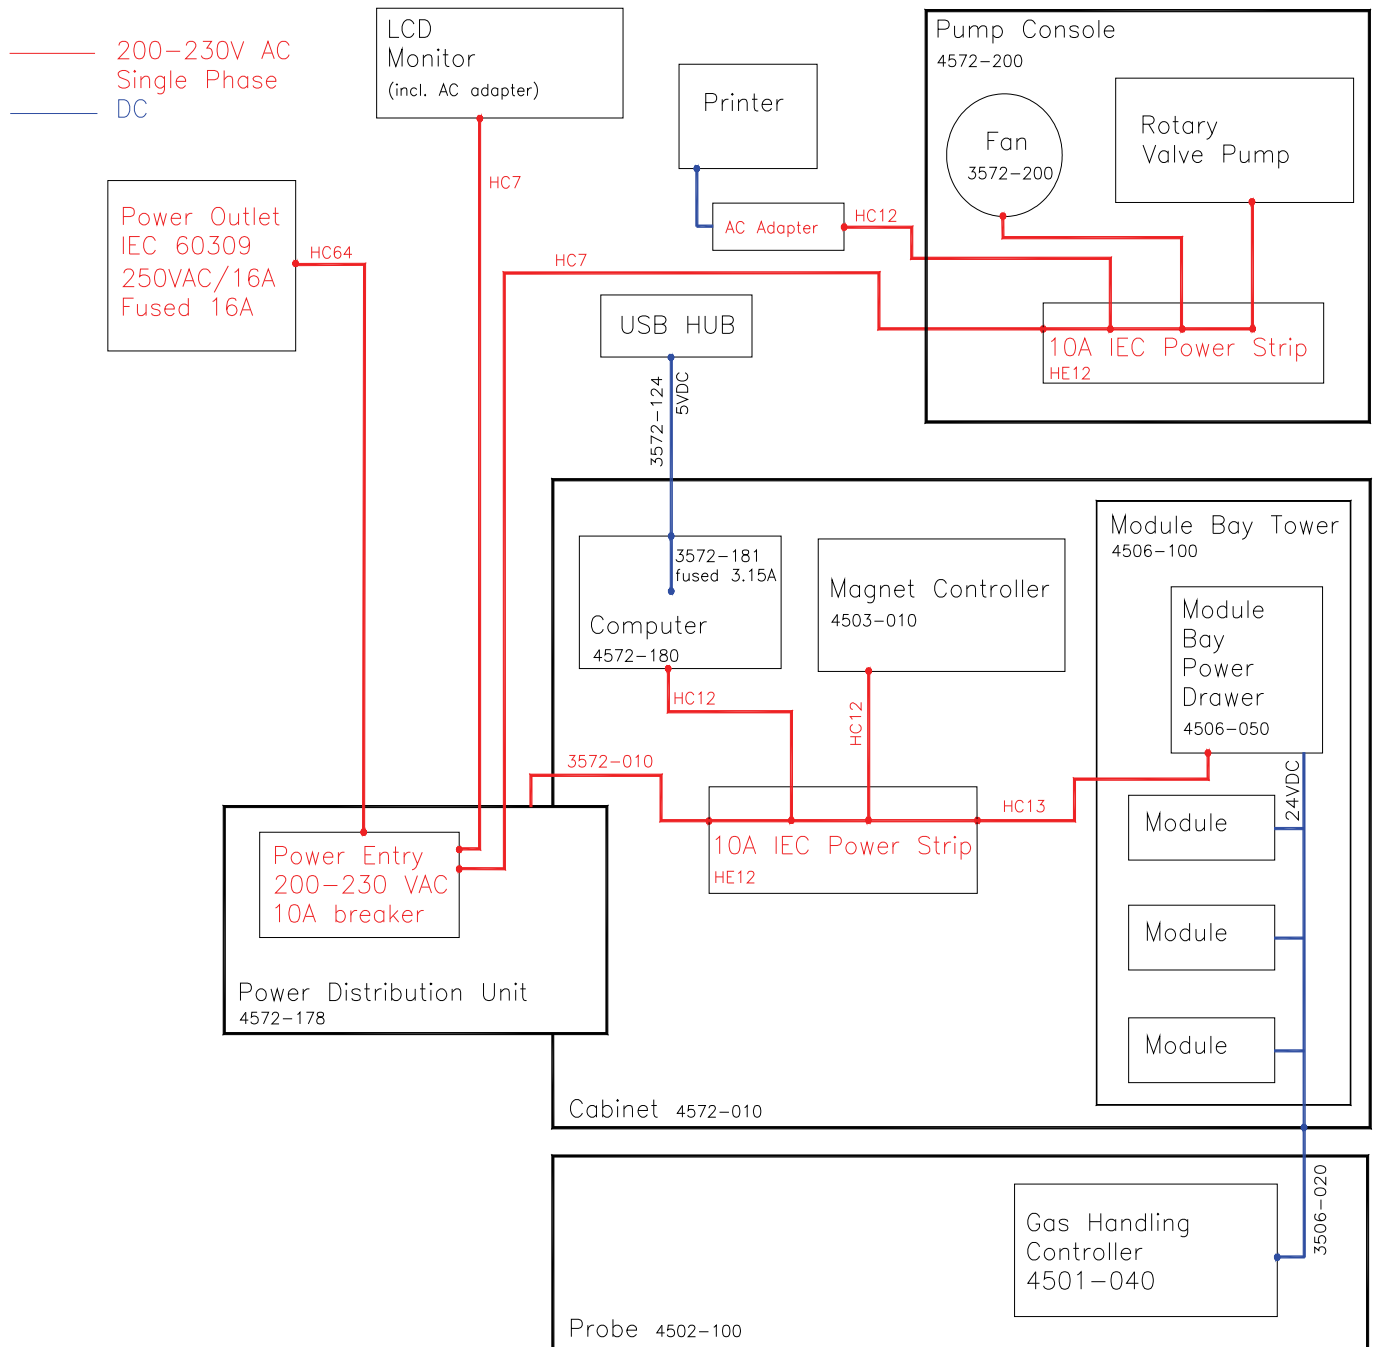 200-230V AC
Single Phase
DC
LCD
Monitor
(incl. AC adapter)
Printer
AC Adapter
HC12
Pump Console
4572-200
Fan
3572-200
Rotary
Valve Pump
10A IEC Power Strip
HE12
Power Outlet
IEC 60309
250VAC/16A
Fused 16A
HC64
HC7
HC7
USB HUB
3572-124
5VDC
3572-181
fused 3.15A
Computer
4572-180
HC12
Magnet Controller
4503-010
HC12
Module Bay Tower
4506-100
Module
Bay
Power
Drawer
4506-050
24VDC
Module
Module
Module
3572-010
10A IEC Power Strip
HE12
HC13
Power Entry
200-230 VAC
10A breaker
Power Distribution Unit
4572-178
Cabinet 4572-010
Gas Handling
Controller
4501-040
3506-020
Probe 4502-100